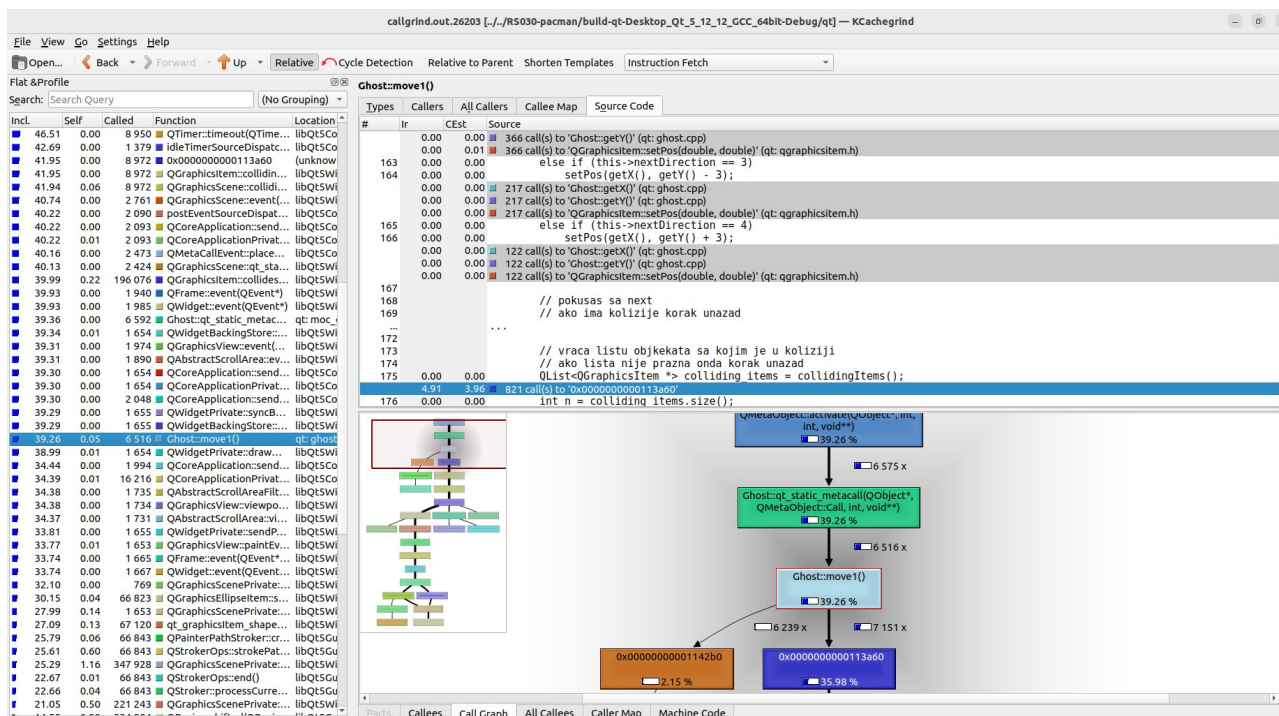 callgrind.out.26203 [../../RS030-pacman/build-qt-Desktop_Qt_5_12_12_GCC_64bit-Debug/qt] — KCachegrind
File View Go Settings Help
Open... Back Forward Up Relative Cycle Detection Relative to Parent Shorten Templates Instruction Fetch
Flat &Profile
Search: Search Query (No Grouping)
Incl. Self Called Function Location
46.51 0.00 8 950 QTimer::timeout(QTime... libQt5Co
42.69 0.00 1 379 idleTimerSourceDispatc... libQt5Co
41.95 0.00 8 972 0x0000000000113a60 (unknow
41.95 0.00 8 972 QGraphicsItem::collidin... libQt5Wi
41.94 0.06 8 972 QGraphicsScene::collidi... libQt5Wi
40.74 0.00 2 761 QGraphicsScene::event(... libQt5Wi
40.22 0.00 2 090 postEventSourceDispat... libQt5Co
40.22 0.00 2 093 QCoreApplication::send... libQt5Co
40.22 0.01 2 093 QCoreApplicationPrivat... libQt5Co
40.16 0.00 2 473 QMetaCallEvent::place... libQt5Co
40.13 0.00 2 424 QGraphicsScene::qt_sta... libQt5Wi
39.99 0.22 196 076 QGraphicsItem::collides... libQt5Wi
39.93 0.00 1 940 QFrame::event(QEvent*) libQt5Wi
39.93 0.00 1 985 QWidget::event(QEvent*) libQt5Wi
39.36 0.00 6 592 Ghost::qt_static_metac... qt: moc_
39.34 0.01 1 654 QWidgetBackingStore::... libQt5Wi
39.31 0.00 1 974 QGraphicsView::event(... libQt5Wi
39.31 0.00 1 890 QAbstractScrollArea::ev... libQt5Wi
39.30 0.00 1 654 QCoreApplication::send... libQt5Co
39.30 0.00 1 654 QCoreApplicationPrivat... libQt5Co
39.30 0.00 2 048 QCoreApplication::send... libQt5Co
39.29 0.00 1 655 QWidgetPrivate::syncB... libQt5Wi
39.29 0.00 1 655 QWidgetBackingStore::... libQt5Wi
39.26 0.05 6 516 Ghost::move1() qt: ghost
38.99 0.01 1 654 QWidgetPrivate::draw... libQt5Wi
34.44 0.00 1 994 QCoreApplication::send... libQt5Co
34.39 0.01 16 216 QCoreApplicationPrivat... libQt5Co
34.38 0.00 1 735 QAbstractScrollAreaFilt... libQt5Wi
34.38 0.00 1 734 QGraphicsView::viewpo... libQt5Wi
34.37 0.00 1 731 QAbstractScrollArea::vi... libQt5Wi
33.81 0.00 1 655 QWidgetPrivate::sendP... libQt5Wi
33.77 0.01 1 653 QGraphicsView::paintEv... libQt5Wi
33.74 0.00 1 665 QFrame::event(QEvent*... libQt5Wi
33.74 0.00 1 667 QWidget::event(QEvent... libQt5Wi
32.10 0.00 769 QGraphicsScenePrivate:... libQt5Wi
30.15 0.04 66 823 QGraphicsEllipseItem::s... libQt5Wi
27.99 0.14 1 653 QGraphicsScenePrivate:... libQt5Wi
27.09 0.13 67 120 qt_graphicsItem_shape... libQt5Wi
25.79 0.06 66 843 QPainterPathStroker::cr... libQt5Gu
25.61 0.60 66 843 QStrokerOps::strokePat... libQt5Gu
25.29 1.16 347 928 QGraphicsScenePrivate:... libQt5Wi
22.67 0.01 66 843 QStrokerOps::end() libQt5Gu
22.66 0.04 66 843 QStroker::processCurre... libQt5Gu
21.05 0.50 221 243 QGraphicsScenePrivate:... libQt5Wi
Ghost::move1()
Types Callers All Callers Callee Map Source Code
# Ir CEst Source
0.00 0.00 366 call(s) to 'Ghost::getY()' (qt: ghost.cpp)
0.00 0.01 366 call(s) to 'QGraphicsItem::setPos(double, double)' (qt: qgraphicsitem.h)
163 0.00 0.00 else if (this->nextDirection == 3)
164 0.00 0.00 setPos(getX(), getY() - 3);
0.00 0.00 217 call(s) to 'Ghost::getX()' (qt: ghost.cpp)
0.00 0.00 217 call(s) to 'Ghost::getY()' (qt: ghost.cpp)
0.00 0.00 217 call(s) to 'QGraphicsItem::setPos(double, double)' (qt: qgraphicsitem.h)
165 0.00 0.00 else if (this->nextDirection == 4)
166 0.00 0.00 setPos(getX(), getY() + 3);
0.00 0.00 122 call(s) to 'Ghost::getX()' (qt: ghost.cpp)
0.00 0.00 122 call(s) to 'Ghost::getY()' (qt: ghost.cpp)
0.00 0.00 122 call(s) to 'QGraphicsItem::setPos(double, double)' (qt: qgraphicsitem.h)
167
168 // pokusas sa next
169 // ako ima kolizije korak unazad
... ...
172
173 // vraca listu objkekata sa kojim je u koliziji
174 // ako lista nije prazna onda korak unazad
175 0.00 0.00 QList<QGraphicsItem *> colliding_items = collidingItems();
4.91 3.96 821 call(s) to '0x0000000000113a60'
176 0.00 0.00 int n = colliding_items.size();
QMetaObject::activate(QObject*, int,
int, void**)
39.26 %
6 575 x
Ghost::qt_static_metacall(QObject*,
QMetaObject::Call, int, void**)
39.26 %
6 516 x
Ghost::move1()
39.26 %
6 239 x 7 151 x
0x00000000001142b0 0x0000000000113a60
2.15 % 35.98 %
Parts Callees Call Graph All Callees Caller Map Machine Code